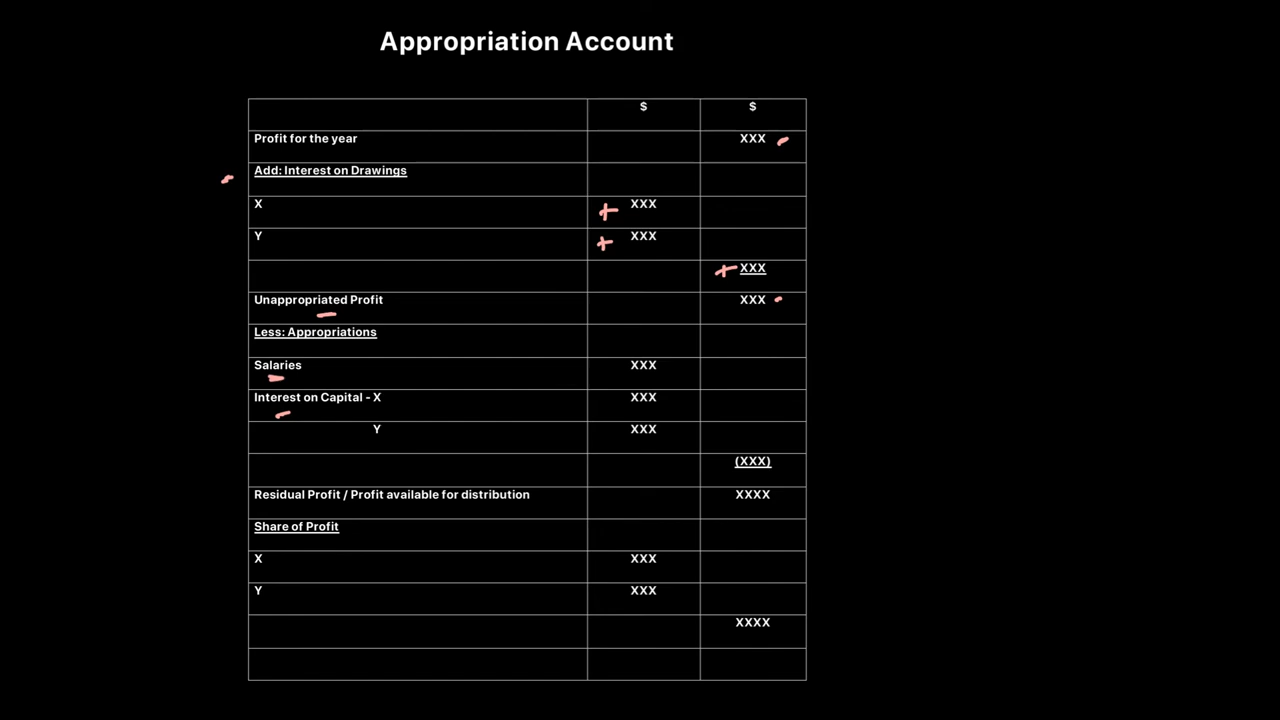 Appropriation Account
$ $
Profit for the year XXX
Add: Interest on Drawings
X + XXX
Y + XXX
+ XXX
Unappropriated Profit XXX
Less: Appropriations
Salaries XXX
Interest on Capital - X XXX
Y XXX
(XXX)
Residual Profit / Profit available for distribution XXXX
Share of Profit
X XXX
Y XXX
XXXX